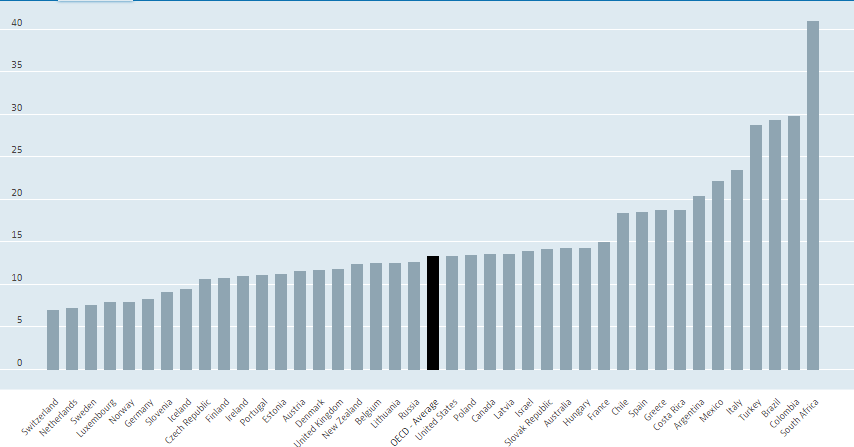 40
35
30
25
20
15
10
5
0
Switzerland
Netherlands
Sweden
Luxembourg
Norway
Germany
Slovenia
Iceland
Czech Republic
Finland
Ireland
Portugal
Estonia
Austria
Denmark
United Kingdom
New Zealand
Belgium
Lithuania
Russia
OECD - Average
United States
Poland
Canada
Latvia
Israel
Slovak Republic
Australia
Hungary
France
Chile
Spain
Greece
Costa Rica
Argentina
Mexico
Italy
Turkey
Brazil
Colombia
South Africa